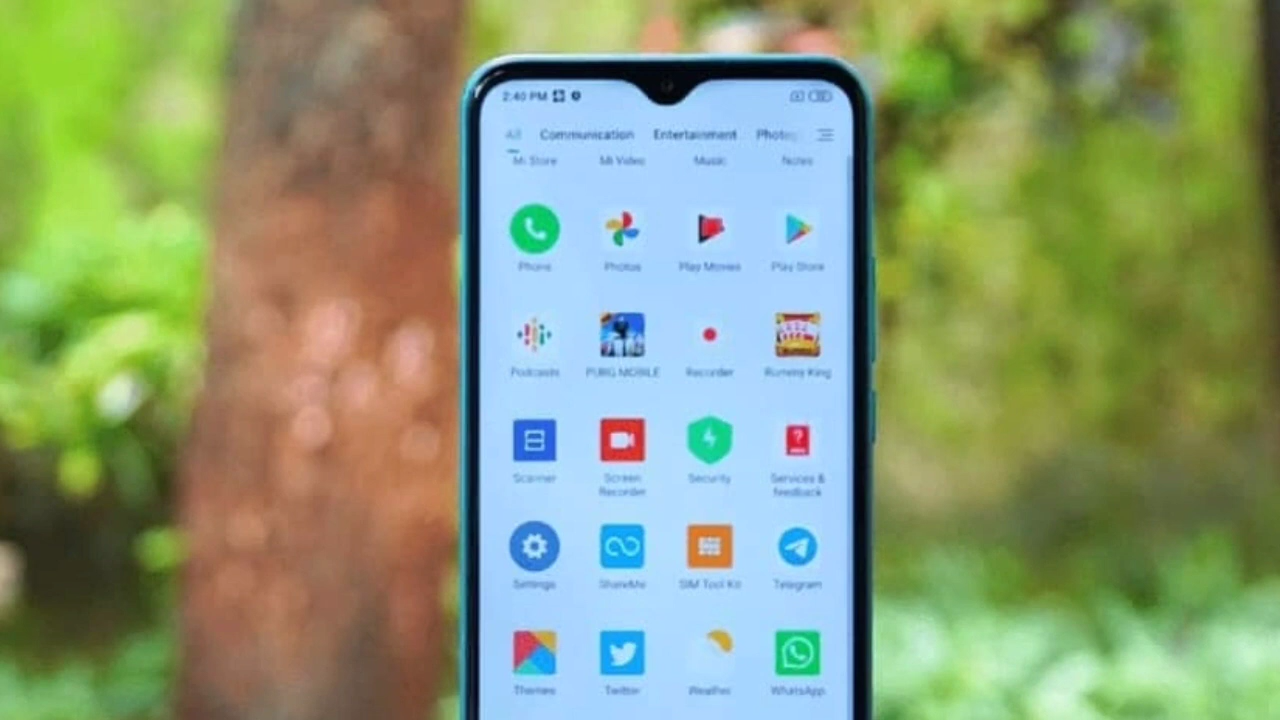 2:40 PM
All Communication Entertainment Photog
Mi Store Mi Video Music Notes
Phone Photos Play Movies Play Store
Podcasts PUBG MOBILE Recorder Rummy King
Scanner Screen Recorder Security Services & feedback
Settings ShareMe SIM Tool Kit Telegram
Themes Twitter Weather WhatsApp